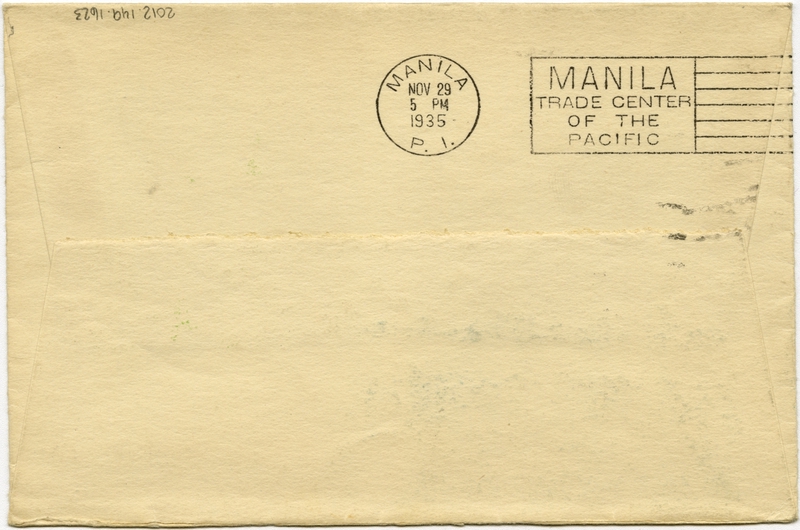 2012.149.1623
MANILA
NOV 29
5 PM
1935
P. I.
MANILA
TRADE CENTER
OF THE
PACIFIC